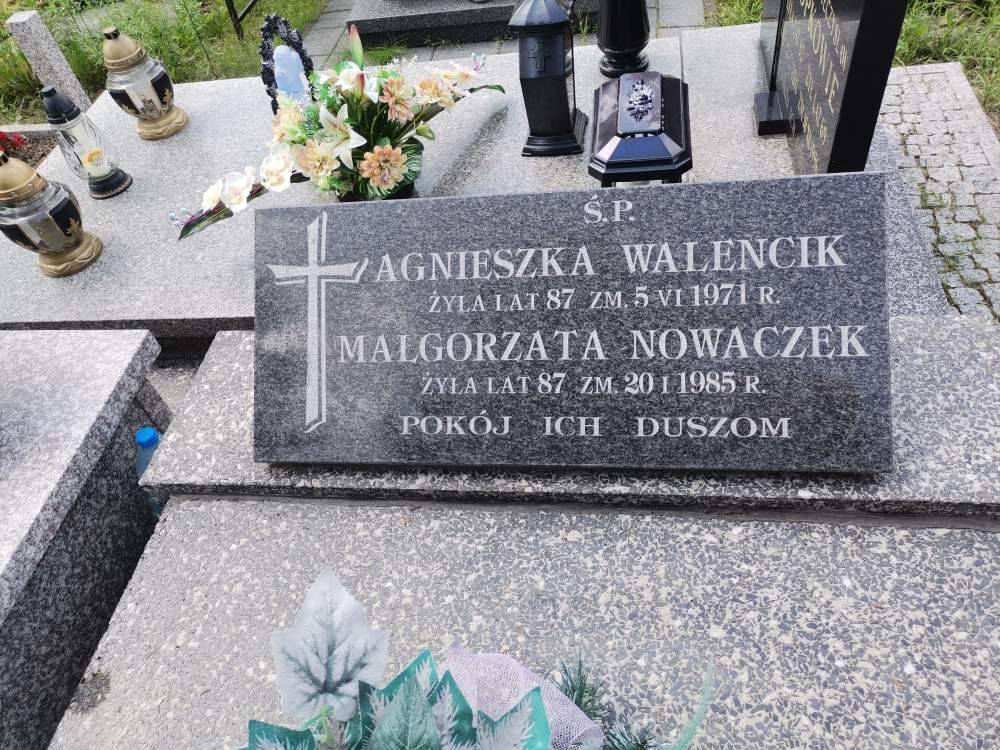 Ś.P.
AGNIESZKA WALENCIK
ŻYŁA LAT 87 ZM. 5 VI 1971 R.
MAŁGORZATA NOWACZEK
ŻYŁA LAT 87 ZM. 20 I 1985 R.
POKÓJ ICH DUSZOM